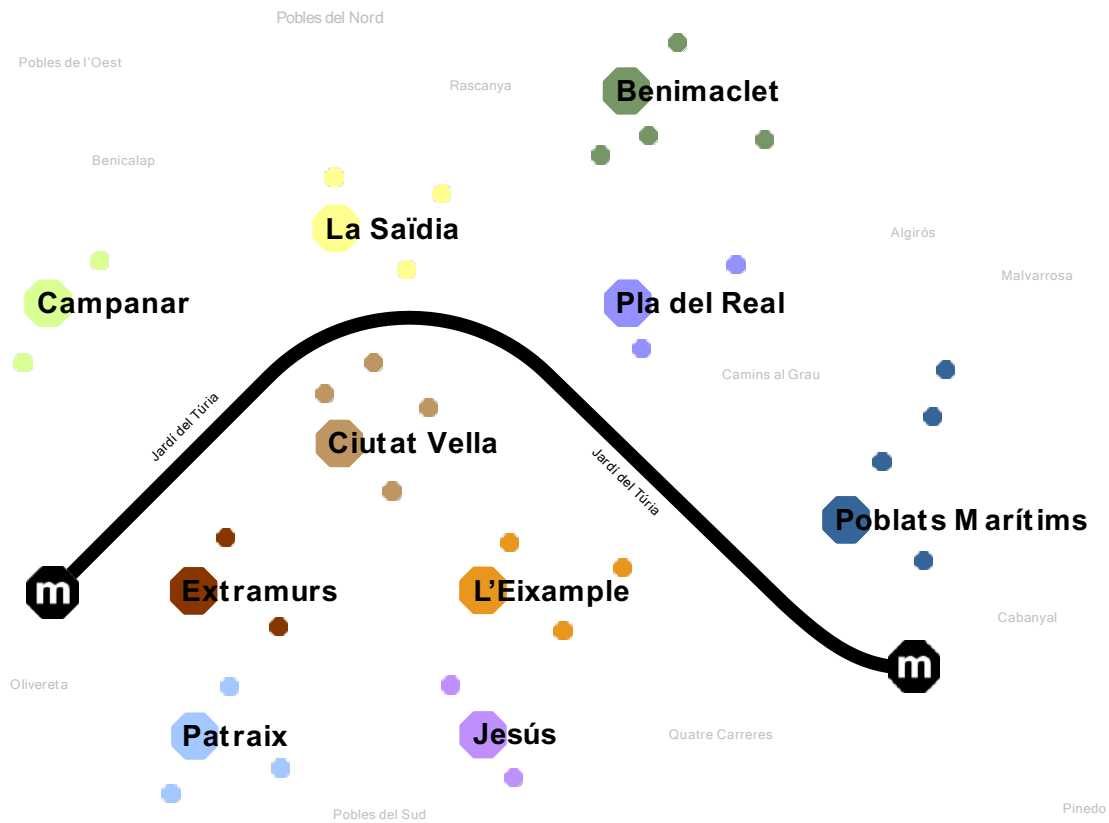 Pobles del Nord
Pobles de l'Oest
Rascanya
Benimaclet
Benicalap
La Saïdia
Algirós
Malvarrosa
Campanar
Pla del Real
Camins al Grau
Jardí del Túria
Ciutat Vella
Jardí del Túria
Poblats Marítims
m
Extramurs
L’Eixample
Cabanyal
m
Olivereta
Patraix
Jesús
Quatre Carreres
Pobles del Sud
Pinedo